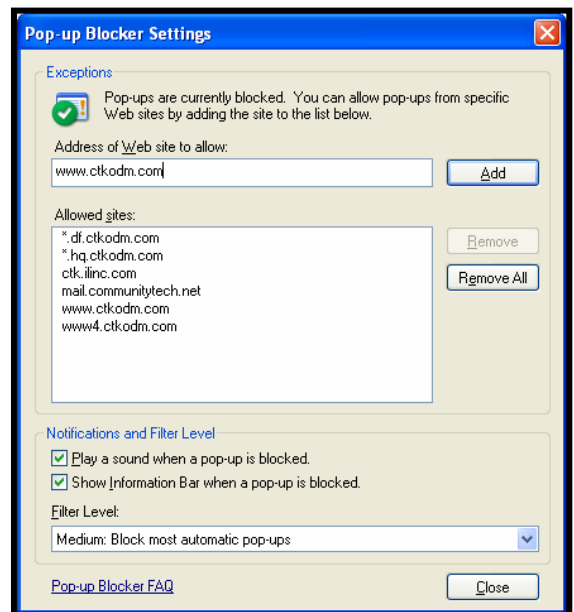 Pop-up Blocker Settings
Exceptions
Pop-ups are currently blocked. You can allow pop-ups from specific
Web sites by adding the site to the list below.
Address of Web site to allow:
www.ctkodm.com
Add
Allowed sites:
*.df.ctkodm.com
*.hq.ctkodm.com
ctk.ilinc.com
mail.communitytech.net
www.ctkodm.com
www4.ctkodm.com
Remove
Remove All
Notifications and Filter Level
Play a sound when a pop-up is blocked.
Show Information Bar when a pop-up is blocked.
Filter Level:
Medium: Block most automatic pop-ups
Pop-up Blocker FAQ
Close